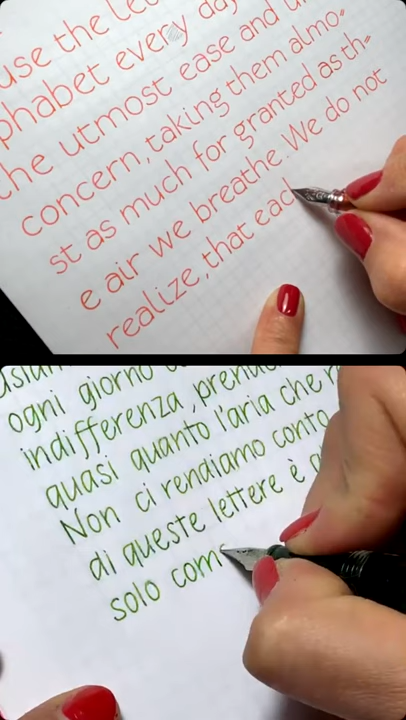 use the
phabet every day
the utmost ease and
concern, taking them almo-
st as much for granted as th-
e air we breathe. We do not
realize, that eac
ogni giorno
indifferenza, prende
quasi quanto l'aria che r
Non ci rendiamo conto
di queste lettere è
solo com